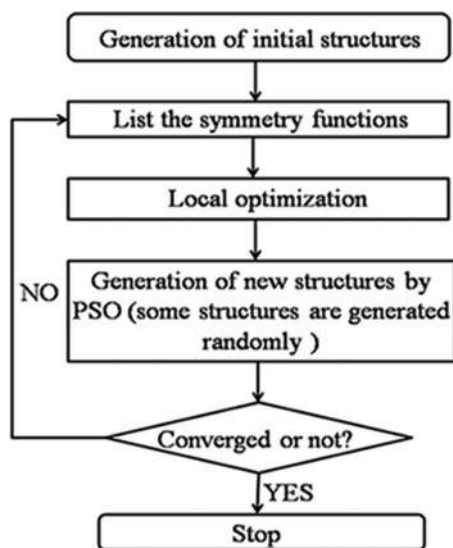 Generation of initial structures
List the symmetry functions
Local optimization
Generation of new structures by
PSO (some structures are generated
randomly )
NO
Converged or not?
YES
Stop